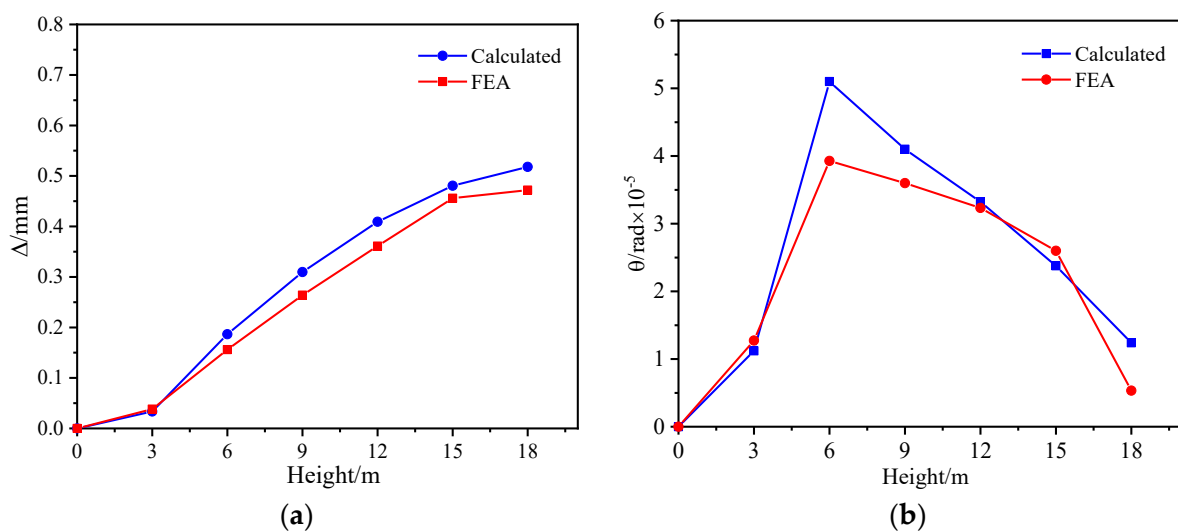 0.8
0.7
0.6
0.5
0.4
0.3
0.2
0.1
0.0
Δ/mm
Calculated
FEA
0 3 6 9 12 15 18
Height/m
(a)
6
5
4
3
2
1
0
θ/rad×10⁻⁵
Calculated
FEA
0 3 6 9 12 15 18
Height/m
(b)